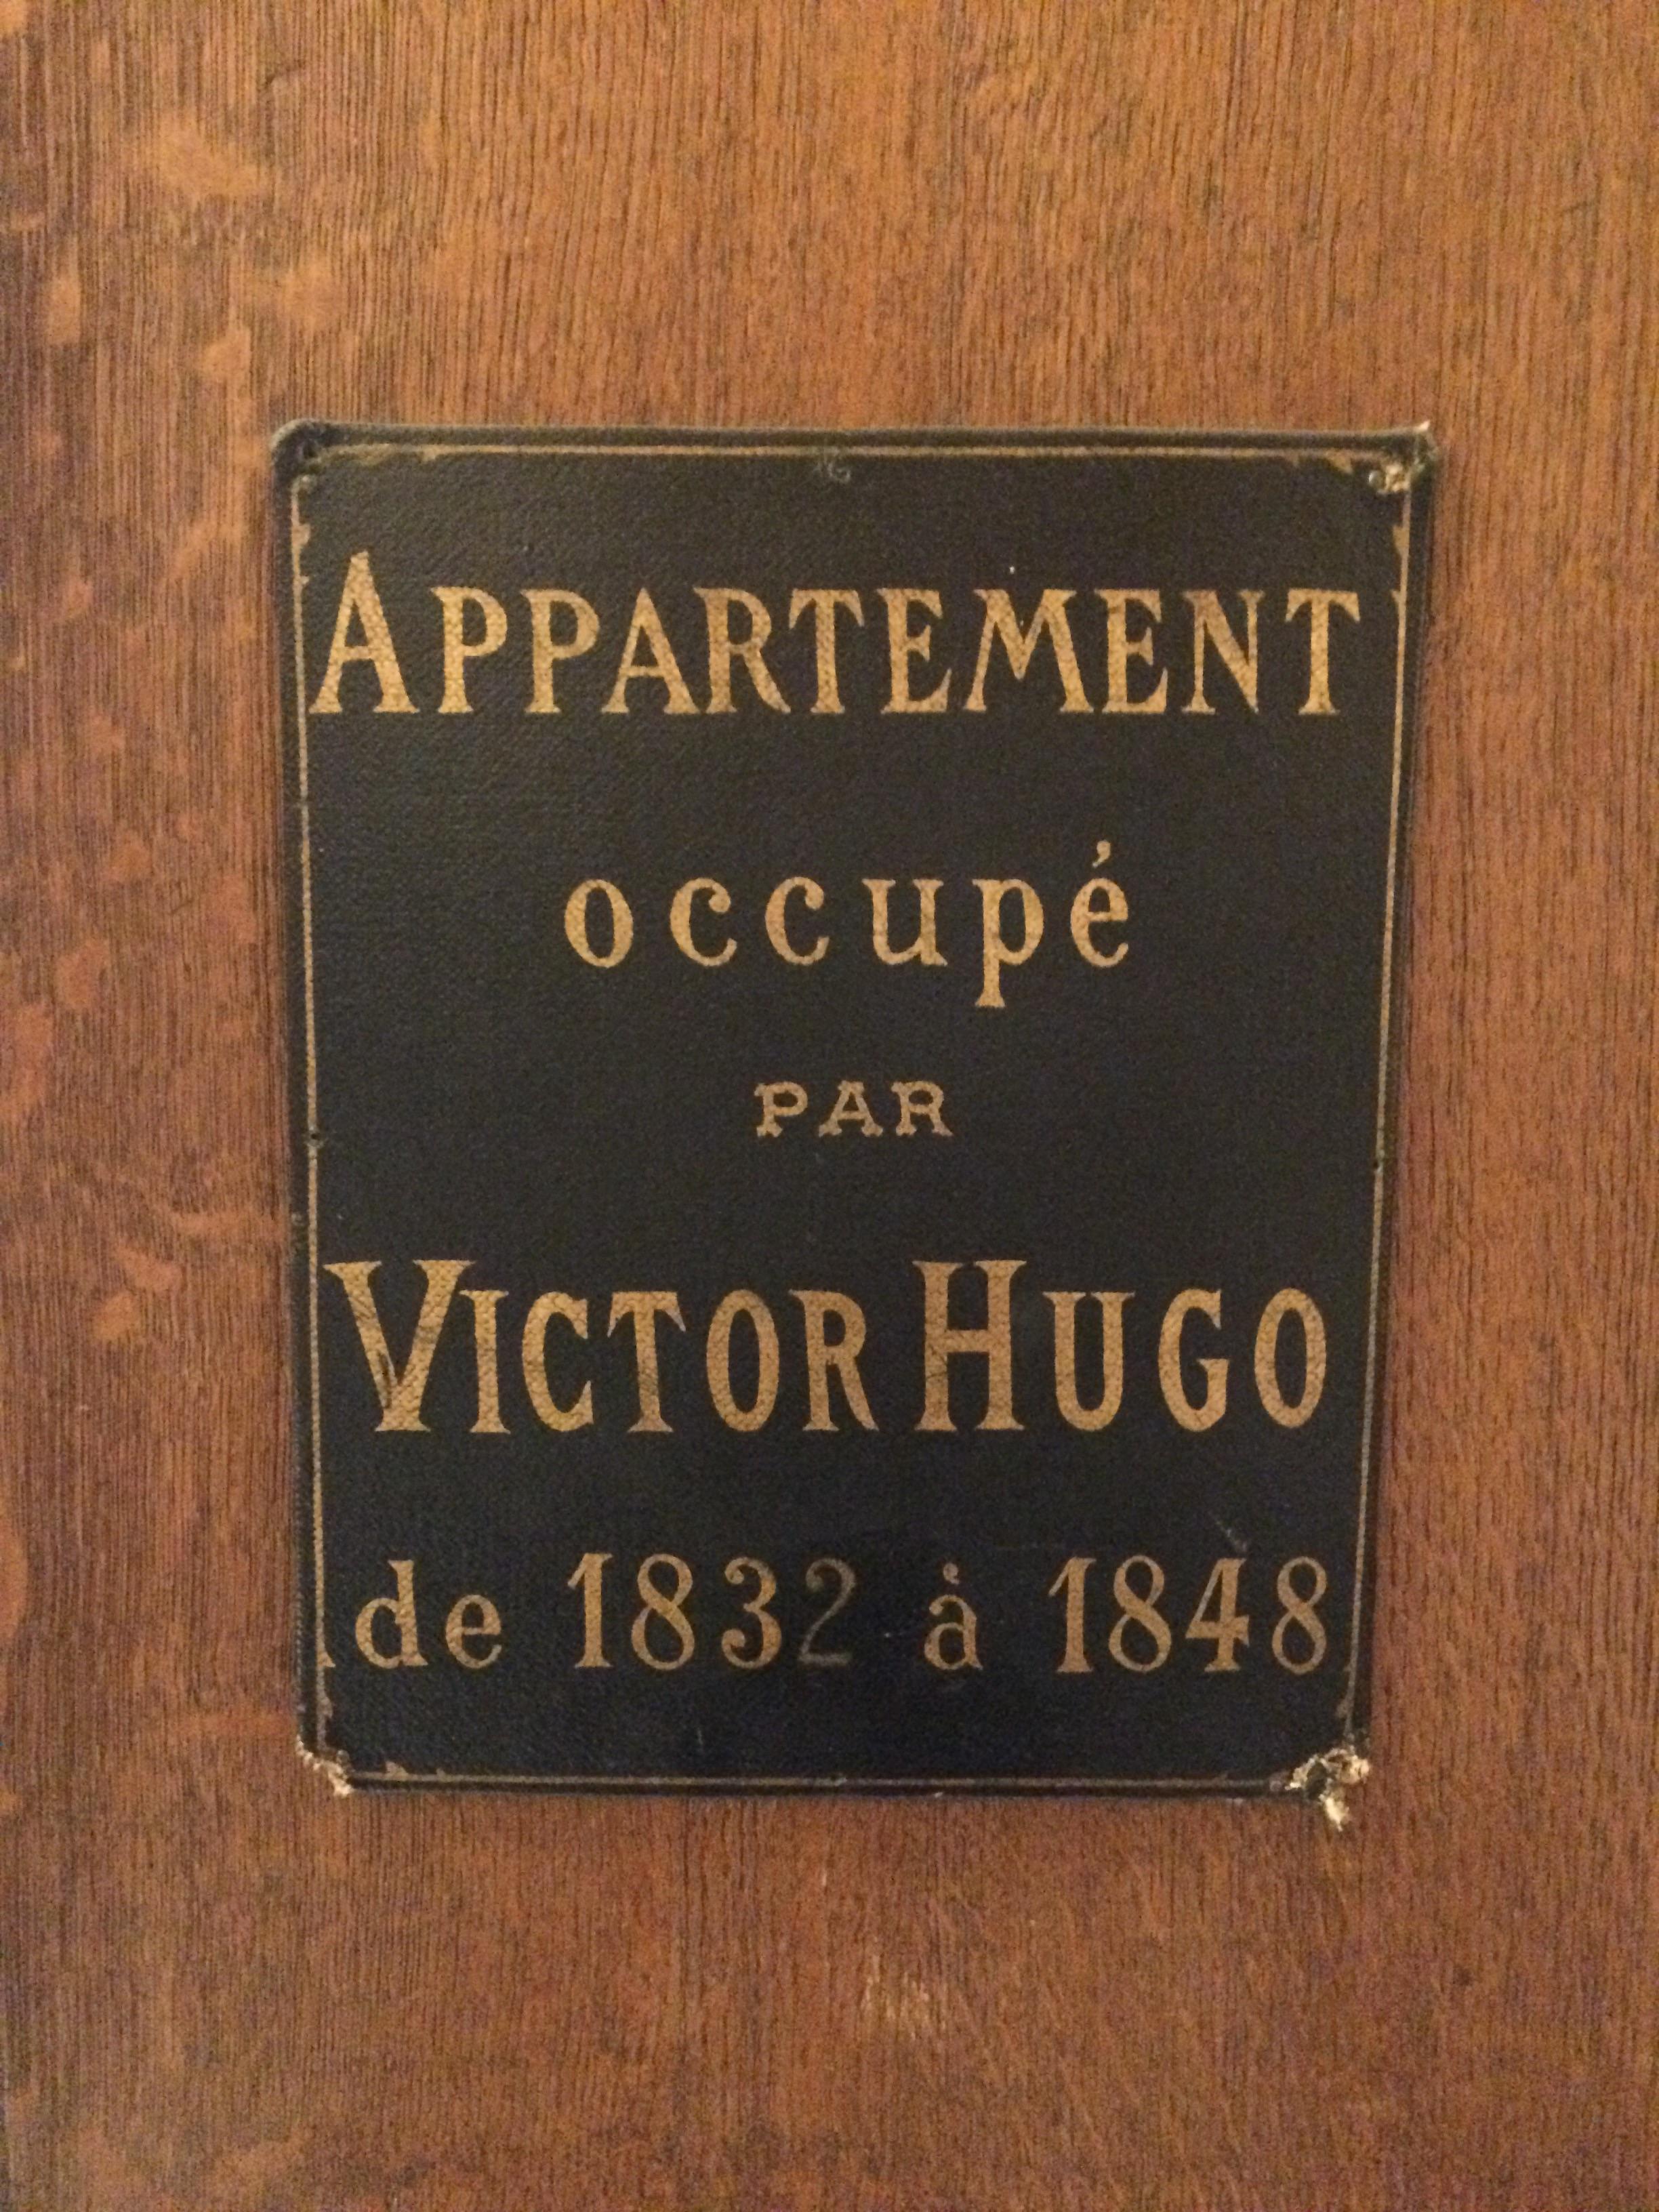 APPARTEMENT
occupé
PAR
VICTOR HUGO
de 1832 à 1848